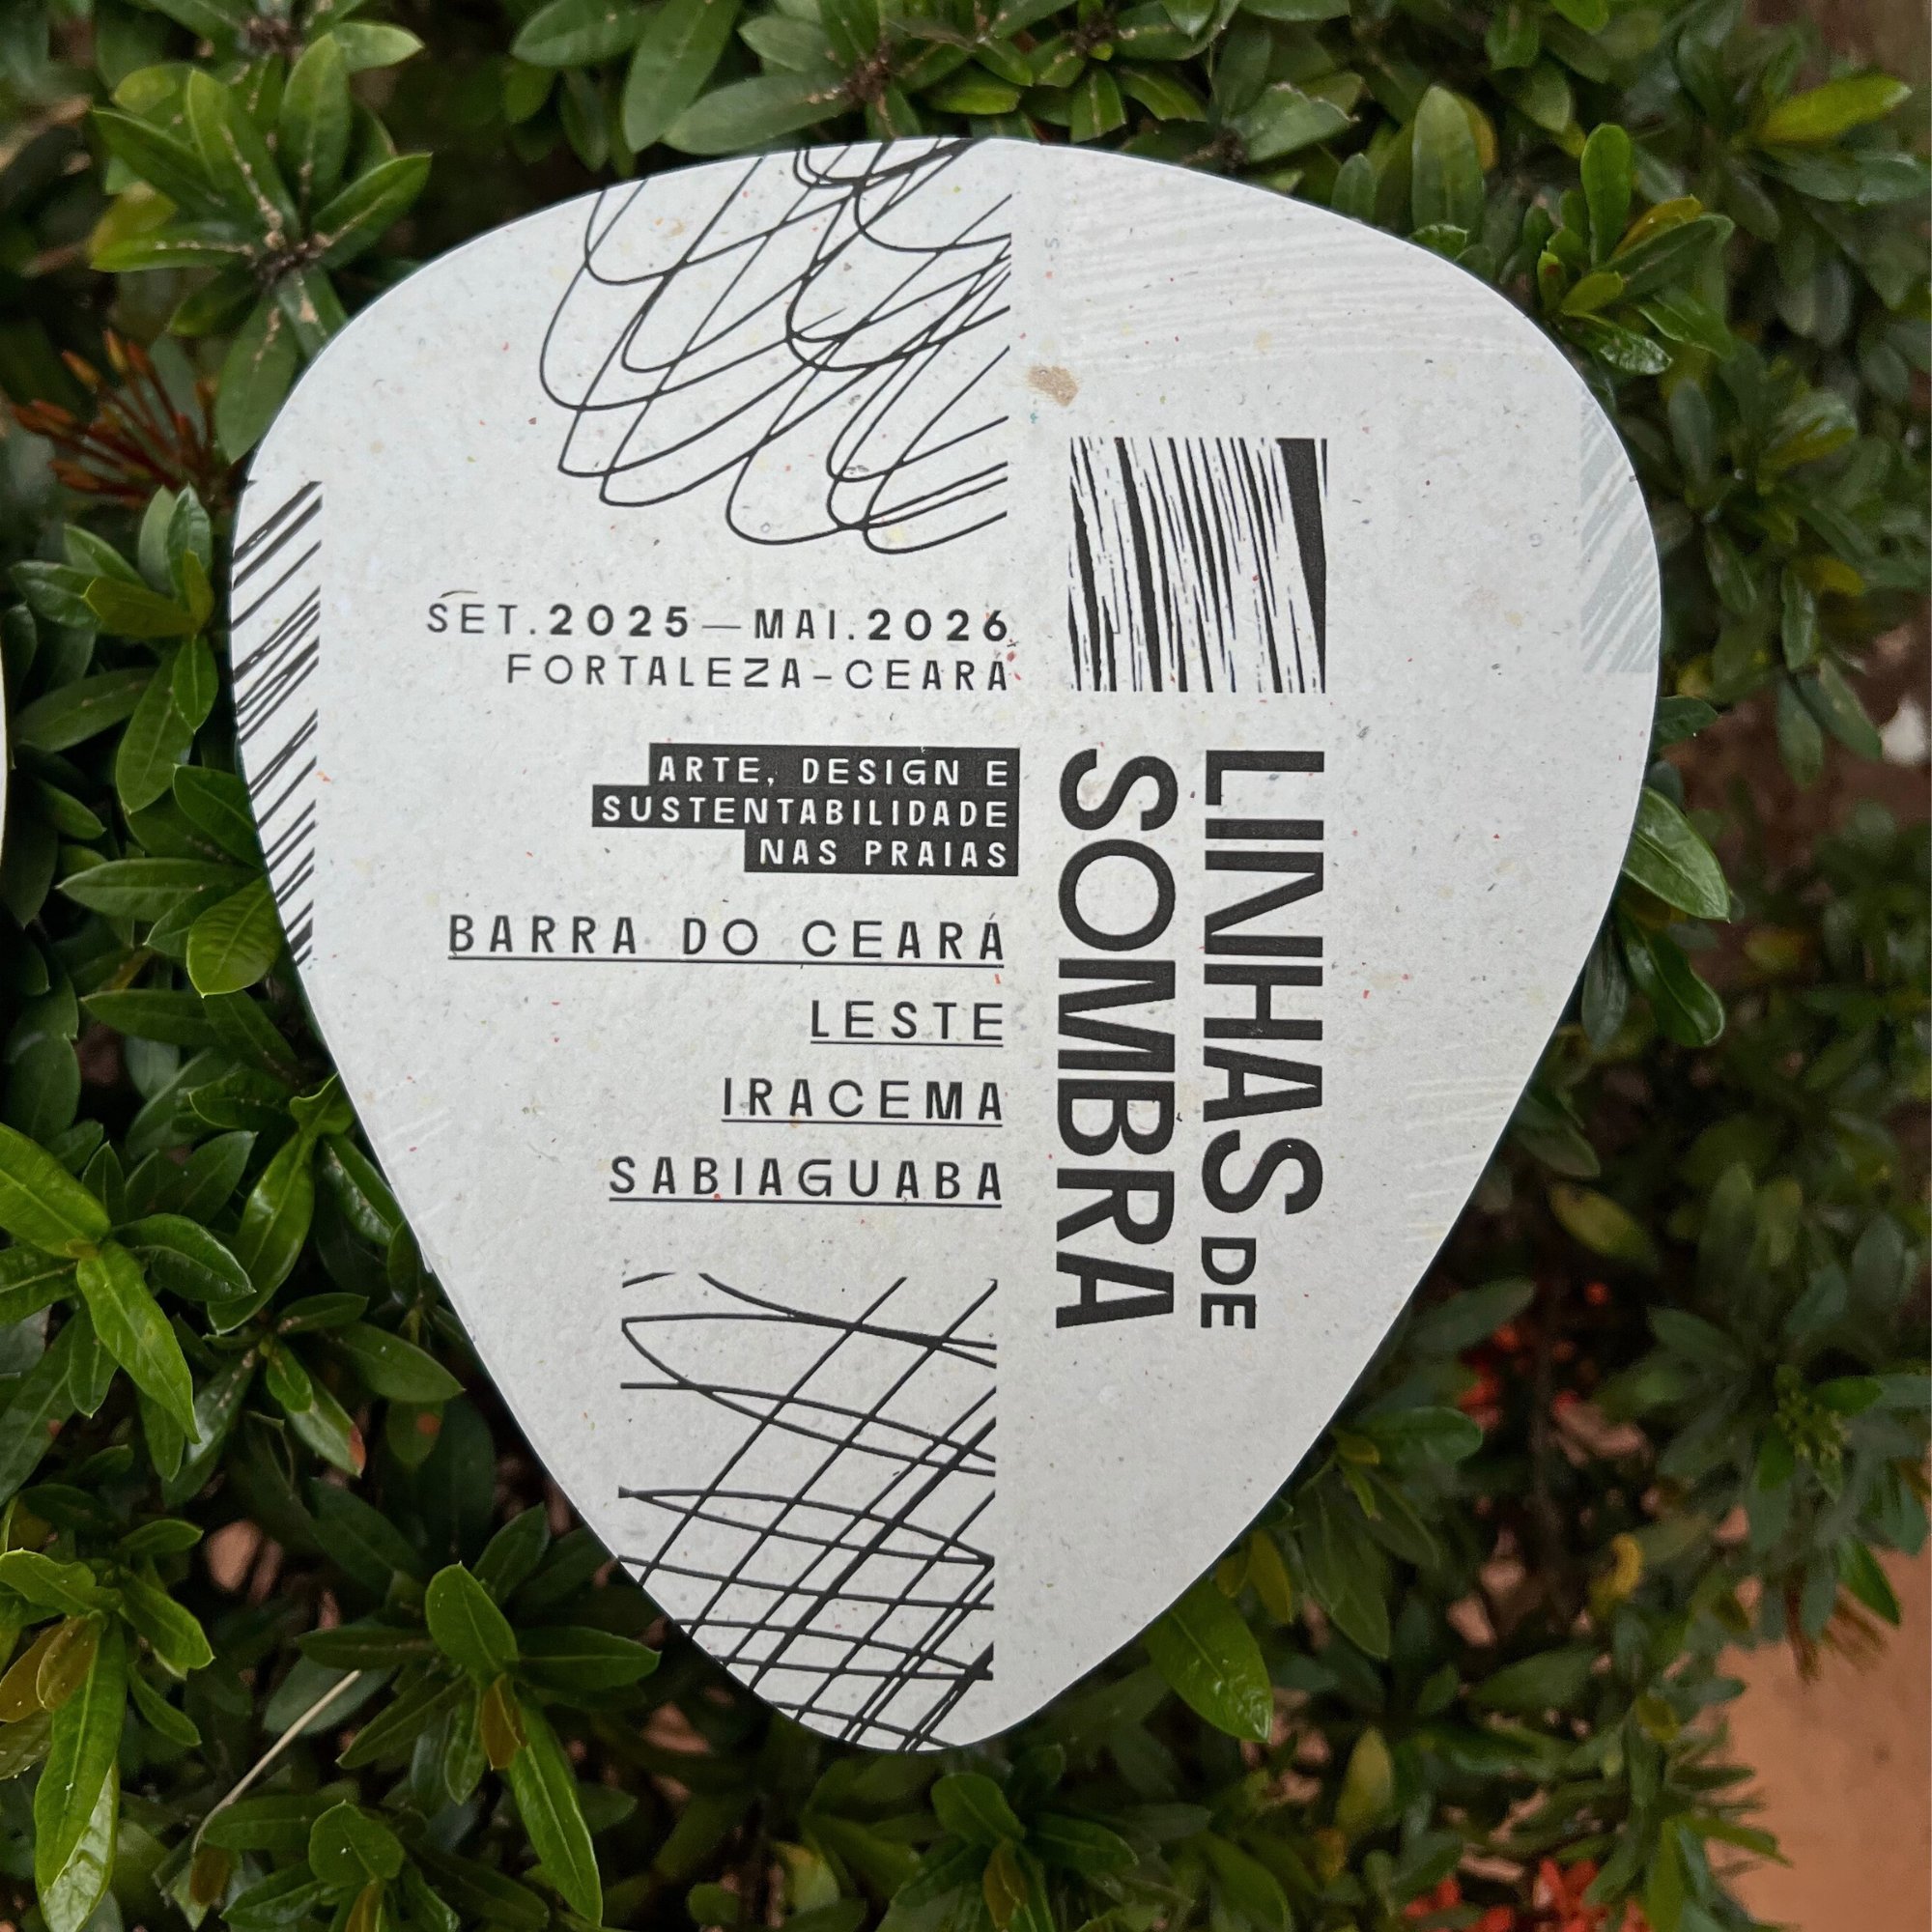 SET.2025—MAI.2026
FORTALEZA-CEARÁ
ARTE, DESIGN E
SUSTENTABILIDADE
NAS PRAIAS
BARRA DO CEARÁ
LESTE
IRACEMA
SABIAGUABA
LINHAS DE
SOMBRA